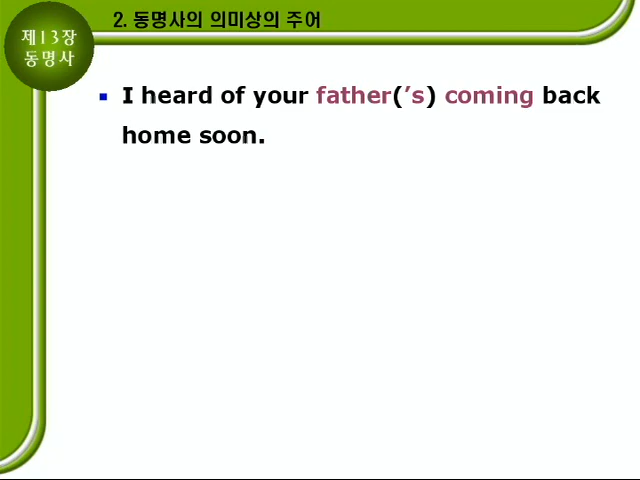 제13장
동명사
2. 동명사의 의미상의 주어
I heard of your father(’s) coming back
home soon.